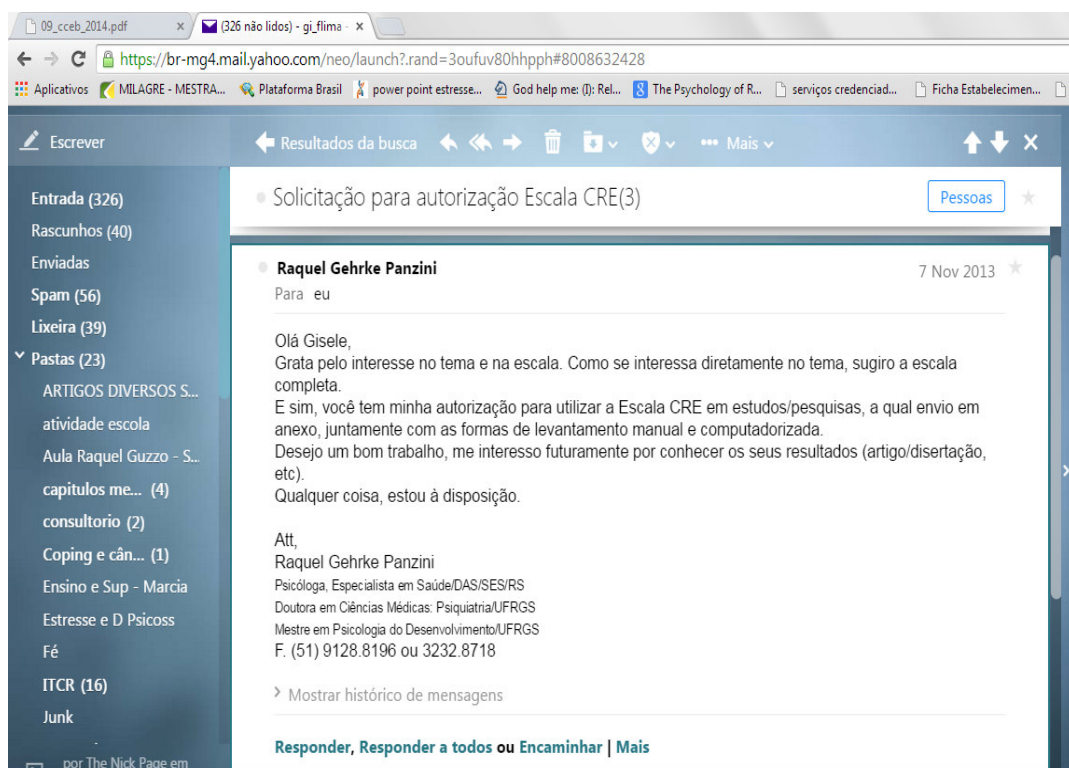 09_cceb_2014.pdf × (326 não lidos) - gi_flima - ×
https://br-mg4.mail.yahoo.com/neo/launch?.rand=3oufuv80hhpph#8008632428
Aplicativos MILAGRE - MESTRA... Plataforma Brasil power point estresse... God help me: (I): Rel... The Psychology of R... serviços credenciad... Ficha Estabelecimen...
Escrever
Resultados da busca ••• Mais
Entrada (326)
Rascunhos (40)
Enviadas
Spam (56)
Lixeira (39)
Pastas (23)
ARTIGOS DIVERSOS S...
atividade escola
Aula Raquel Guzzo - S...
capitulos me... (4)
consultorio (2)
Coping e cân... (1)
Ensino e Sup - Marcia
Estresse e D Psicoss
Fé
ITCR (16)
Junk
por The Nick Page em
Solicitação para autorização Escala CRE(3)
Pessoas
Raquel Gehrke Panzini
7 Nov 2013
Para eu
Olá Gisele,
Grata pelo interesse no tema e na escala. Como se interessa diretamente no tema, sugiro a escala
completa.
E sim, você tem minha autorização para utilizar a Escala CRE em estudos/pesquisas, a qual envio em
anexo, juntamente com as formas de levantamento manual e computadorizada.
Desejo um bom trabalho, me interesso futuramente por conhecer os seus resultados (artigo/disertação,
etc).
Qualquer coisa, estou à disposição.
Att,
Raquel Gehrke Panzini
Psicóloga, Especialista em Saúde/DAS/SES/RS
Doutora em Ciências Médicas: Psiquiatria/UFRGS
Mestre em Psicologia do Desenvolvimento/UFRGS
F. (51) 9128.8196 ou 3232.8718
Mostrar histórico de mensagens
Responder, Responder a todos ou Encaminhar | Mais